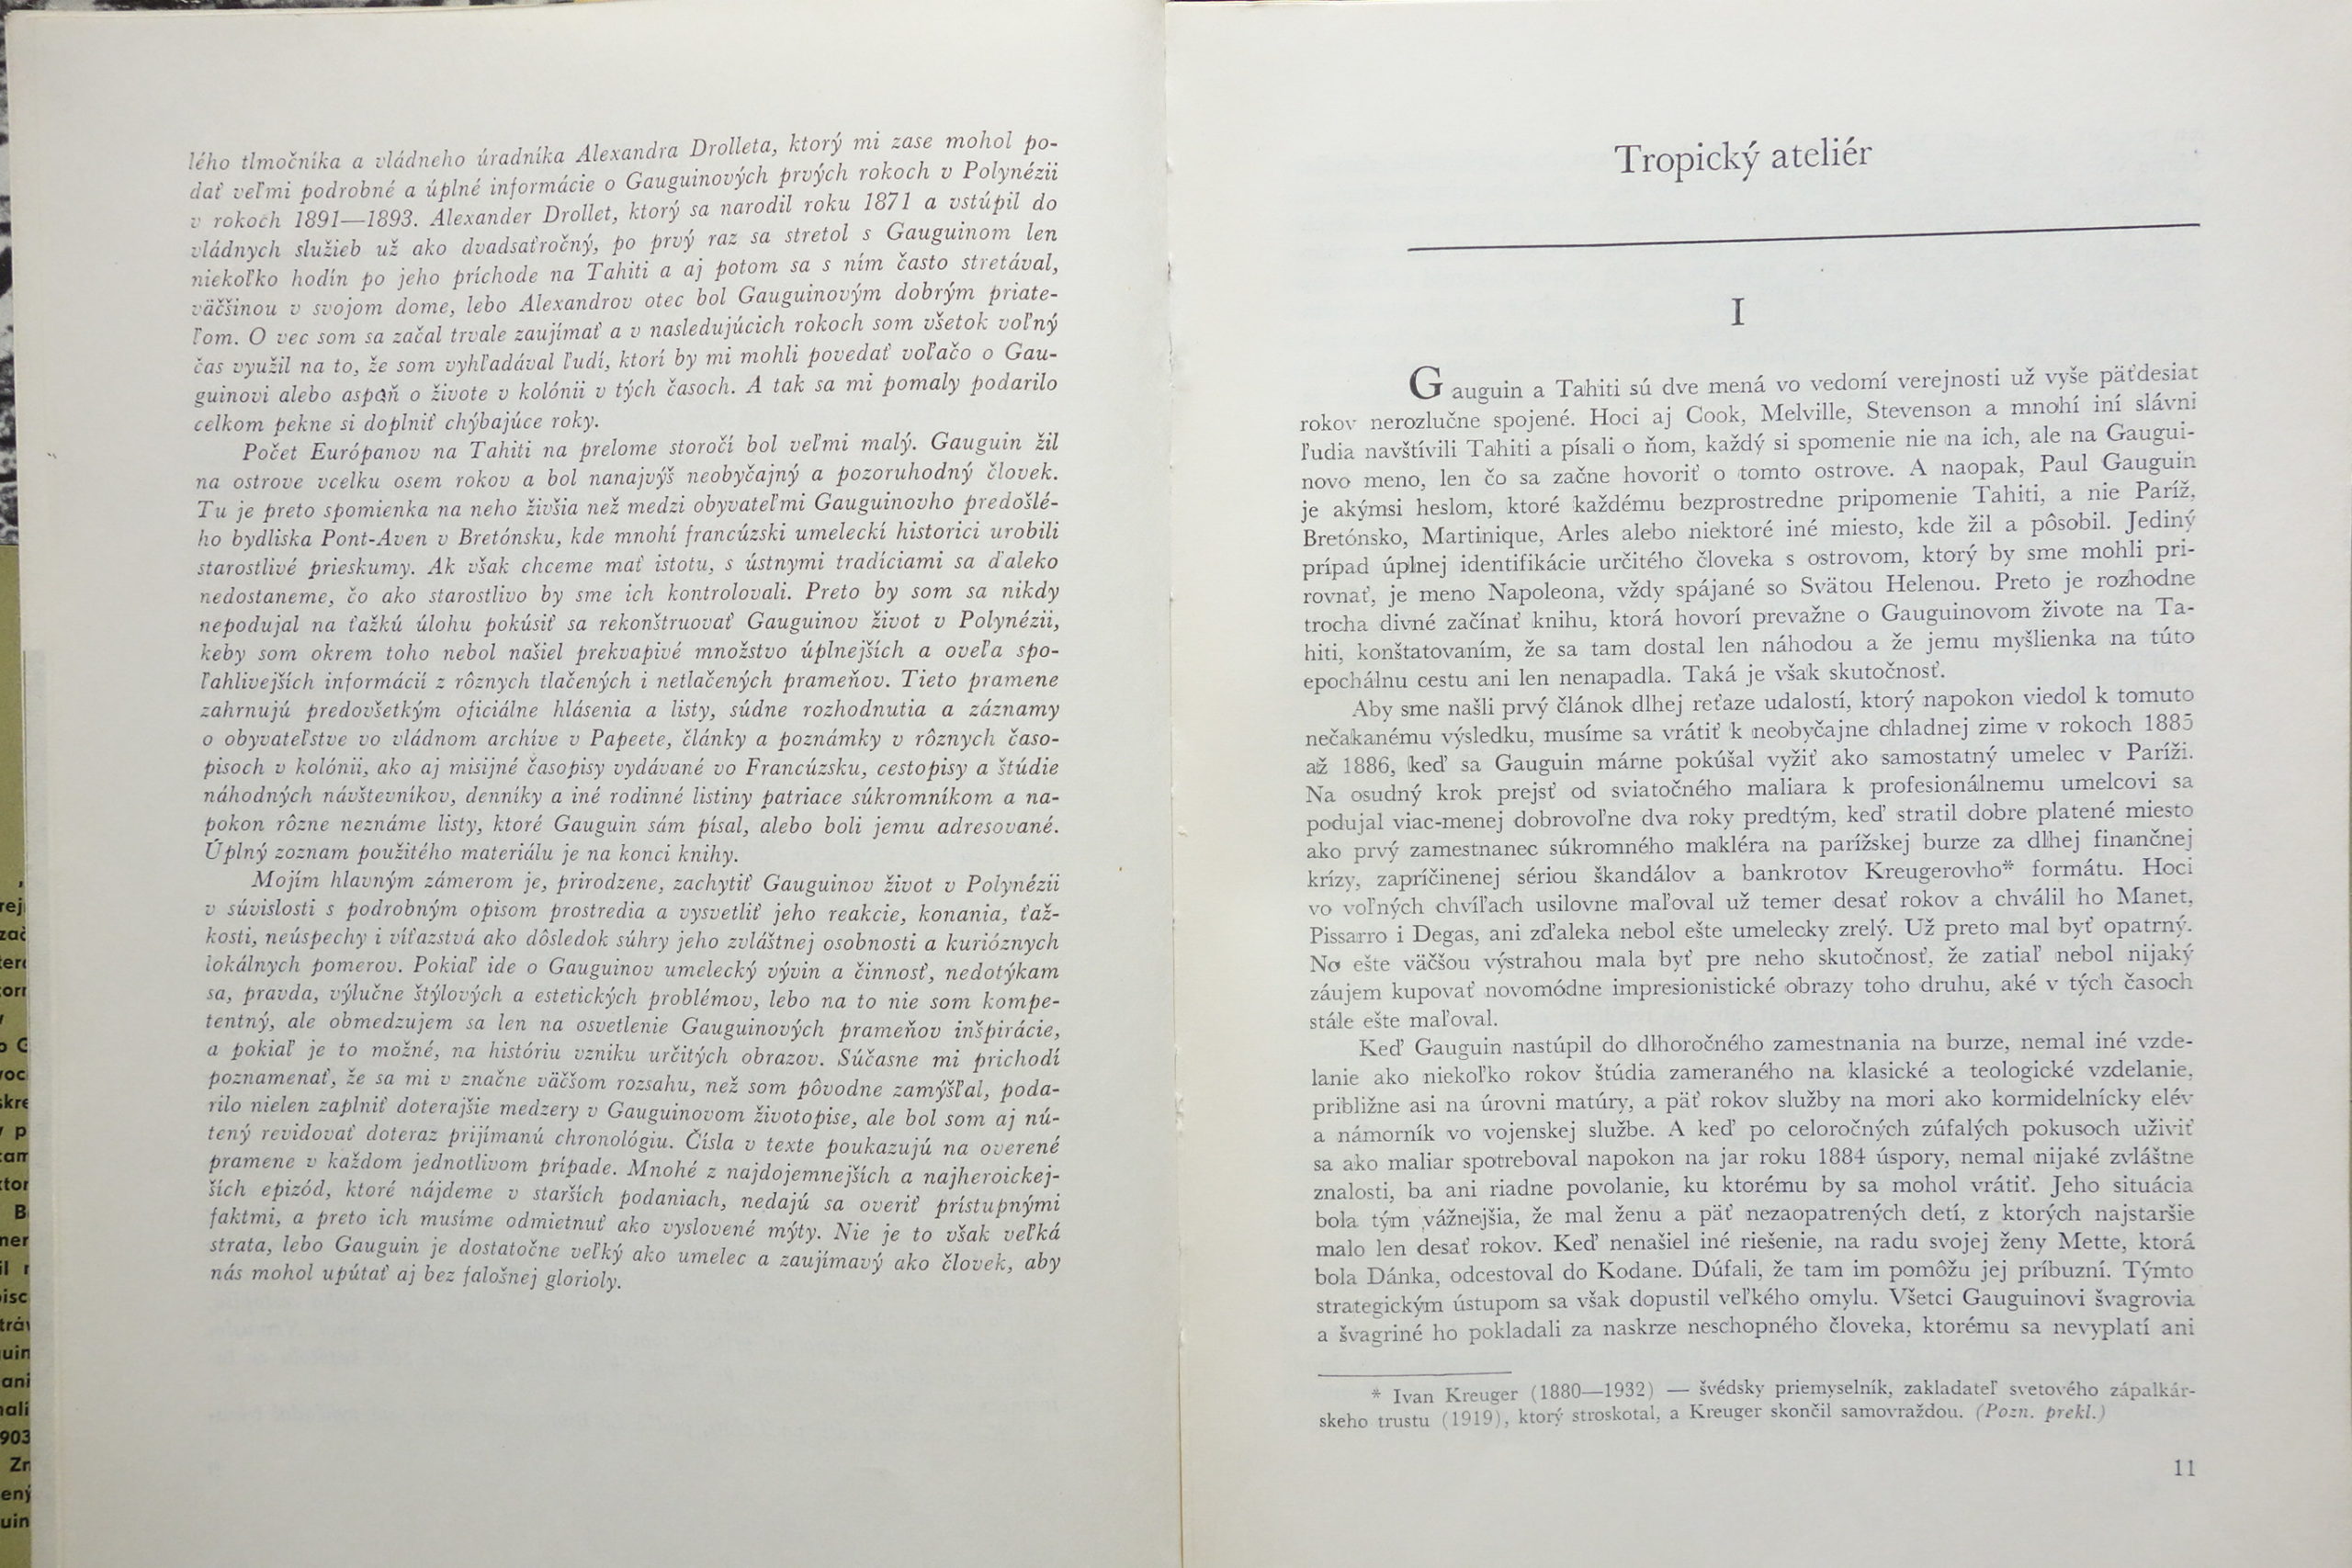 lého tlmočníka a vládneho úradníka Alexandra Drolleta, ktorý mi zase mohol po-
dať veľmi podrobné a úplné informácie o Gauguinových prvých rokoch v Polynézii
v rokoch 1891—1893. Alexander Drollet, ktorý sa narodil roku 1871 a vstúpil do
vládnych služieb už ako dvadsaťročný, po prvý raz sa stretol s Gauguinom len
niekoľko hodín po jeho príchode na Tahiti a aj potom sa s ním často stretával,
väčšinou v svojom dome, lebo Alexandrov otec bol Gauguinovým dobrým priate-
ľom. O vec som sa začal trvale zaujímať a v nasledujúcich rokoch som všetok voľný
čas využil na to, že som vyhľadával ľudí, ktorí by mi mohli povedať voľačo o Gau-
guinovi alebo aspaň o živote v kolónii v tých časoch. A tak sa mi pomaly podarilo
celkom pekne si doplniť chýbajúce roky.
Počet Európanov na Tahiti na prelome storočí bol veľmi malý. Gauguin žil
na ostrove vcelku osem rokov a bol nanajvýš neobyčajný a pozoruhodný človek.
Tu je preto spomienka na neho živšia než medzi obyvateľmi Gauguinovho predošlé-
ho bydliska Pont-Aven v Bretónsku, kde mnohí francúzski umeleckí historici urobili
starostlivé prieskumy. Ak však chceme mať istotu, s ústnymi tradíciami sa ďaleko
nedostaneme, čo ako starostlivo by sme ich kontrolovali. Preto by som sa nikdy
nepodujal na ťažkú úlohu pokúsiť sa rekonštruovať Gauguinov život v Polynézii,
keby som okrem toho nebol našiel prekvapivé množstvo úplnejších a oveľa spo-
ľahlivejších informácií z rôznych tlačených i netlačených prameňov. Tieto pramene
zahrnujú predovšetkým oficiálne hlásenia a listy, súdne rozhodnutia a záznamy
o obyvateľstve vo vládnom archíve v Papeete, články a poznámky v rôznych časo-
pisoch v kolónii, ako aj misijné časopisy vydávané vo Francúzsku, cestopisy a štúdie
náhodných návštevníkov, denníky a iné rodinné listiny patriace súkromníkom a na-
pokon rôzne neznáme listy, ktoré Gauguin sám písal, alebo boli jemu adresované.
Úplný zoznam použitého materiálu je na konci knihy.
Mojím hlavným zámerom je, prirodzene, zachytiť Gauguinov život v Polynézii
v súvislosti s podrobným opisom prostredia a vysvetliť jeho reakcie, konania, ťaž-
kosti, neúspechy i víťazstvá ako dôsledok súhry jeho zvláštnej osobnosti a kurióznych
lokálnych pomerov. Pokiaľ ide o Gauguinov umelecký vývin a činnosť, nedotýkam
sa, pravda, výlučne štýlových a estetických problémov, lebo na to nie som kompe-
tentný, ale obmedzujem sa len na osvetlenie Gauguinových prameňov inšpirácie,
a pokiaľ je to možné, na históriu vzniku určitých obrazov. Súčasne mi prichodí
poznamenať, že sa mi v značne väčšom rozsahu, než som pôvodne zamýšľal, poda-
rilo nielen zaplniť doterajšie medzery v Gauguinovom životopise, ale bol som aj nú-
tený revidovať doteraz prijímanú chronológiu. Čísla v texte poukazujú na overené
pramene v každom jednotlivom prípade. Mnohé z najdojemnejších a najheroickej-
ších epizód, ktoré nájdeme v starších podaniach, nedajú sa overiť prístupnými
faktmi, a preto ich musíme odmietnuť ako vyslovené mýty. Nie je to však veľká
strata, lebo Gauguin je dostatočne veľký ako umelec a zaujímavý ako človek, aby
nás mohol upútať aj bez falošnej glorioly.
Tropický ateliér
I
Gauguin a Tahiti sú dve mená vo vedomí verejnosti už vyše päťdesiat
rokov nerozlučne spojené. Hoci aj Cook, Melville, Stevenson a mnohí iní slávni
ľudia navštívili Tahiti a písali o ňom, každý si spomenie nie na ich, ale na Gaugui-
novo meno, len čo sa začne hovoriť o tomto ostrove. A naopak, Paul Gauguin
je akýmsi heslom, ktoré každému bezprostredne pripomenie Tahiti, a nie Paríž,
Bretónsko, Martinique, Arles alebo niektoré iné miesto, kde žil a pôsobil. Jediný
prípad úplnej identifikácie určitého človeka s ostrovom, ktorý by sme mohli pri-
rovnať, je meno Napoleona, vždy spájané so Svätou Helenou. Preto je rozhodne
trocha divné začínať knihu, ktorá hovorí prevažne o Gauguinovom živote na Ta-
hiti, konštatovaním, že sa tam dostal len náhodou a že jemu myšlienka na túto
epochálnu cestu ani len nenapadla. Taká je však skutočnosť.
Aby sme našli prvý článok dlhej reťaze udalostí, ktorý napokon viedol k tomuto
nečakanému výsledku, musíme sa vrátiť k neobyčajne chladnej zime v rokoch 1885
až 1886, keď sa Gauguin márne pokúšal vyžiť ako samostatný umelec v Paríži.
Na osudný krok prejsť od sviatočného maliara k profesionálnemu umelcovi sa
podujal viac-menej dobrovoľne dva roky predtým, keď stratil dobre platené miesto
ako prvý zamestnanec súkromného makléra na parížskej burze za dlhej finančnej
krízy, zapríčinenej sériou škandálov a bankrotov Kreugerovho* formátu. Hoci
vo voľných chvíľach usilovne maľoval už temer desať rokov a chválil ho Manet,
Pissarro i Degas, ani zďaleka nebol ešte umelecky zrelý. Už preto mal byť opatrný.
No ešte väčšou výstrahou mala byť pre neho skutočnosť, že zatiaľ nebol nijaký
záujem kupovať novomódne impresionistické obrazy toho druhu, aké v tých časoch
stále ešte maľoval.
Keď Gauguin nastúpil do dlhoročného zamestnania na burze, nemal iné vzde-
lanie ako niekoľko rokov štúdia zameraného na klasické a teologické vzdelanie,
približne asi na úrovni matúry, a päť rokov služby na mori ako kormidelnícky elév
a námorník vo vojenskej službe. A keď po celoročných zúfalých pokusoch uživiť
sa ako maliar spotreboval napokon na jar roku 1884 úspory, nemal nijaké zvláštne
znalosti, ba ani riadne povolanie, ku ktorému by sa mohol vrátiť. Jeho situácia
bola tým vážnejšia, že mal ženu a päť nezaopatrených detí, z ktorých najstaršie
malo len desať rokov. Keď nenašiel iné riešenie, na radu svojej ženy Mette, ktorá
bola Dánka, odcestoval do Kodane. Dúfali, že tam im pomôžu jej príbuzní. Týmto
strategickým ústupom sa však dopustil veľkého omylu. Všetci Gauguinovi švagrovia
a švagriné ho pokladali za naskrze neschopného človeka, ktorému sa nevyplatí ani
* Ivan Kreuger (1880—1932) — švédsky priemyselník, zakladateľ svetového zápalkár-
skeho trustu (1919), ktorý stroskotal, a Kreuger skončil samovraždou. (Pozn. prekl.)
11